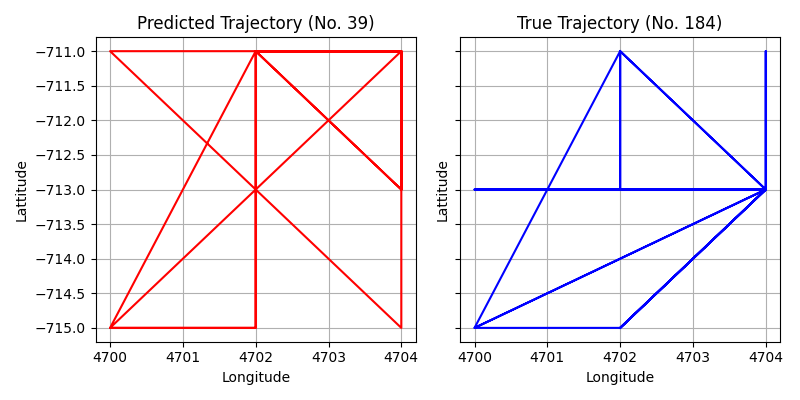 Predicted Trajectory (No. 39)
True Trajectory (No. 184)
Lattitude
−711.0
−711.5
−712.0
−712.5
−713.0
−713.5
−714.0
−714.5
−715.0
4700 4701 4702 4703 4704
Longitude
Lattitude
4700 4701 4702 4703 4704
Longitude